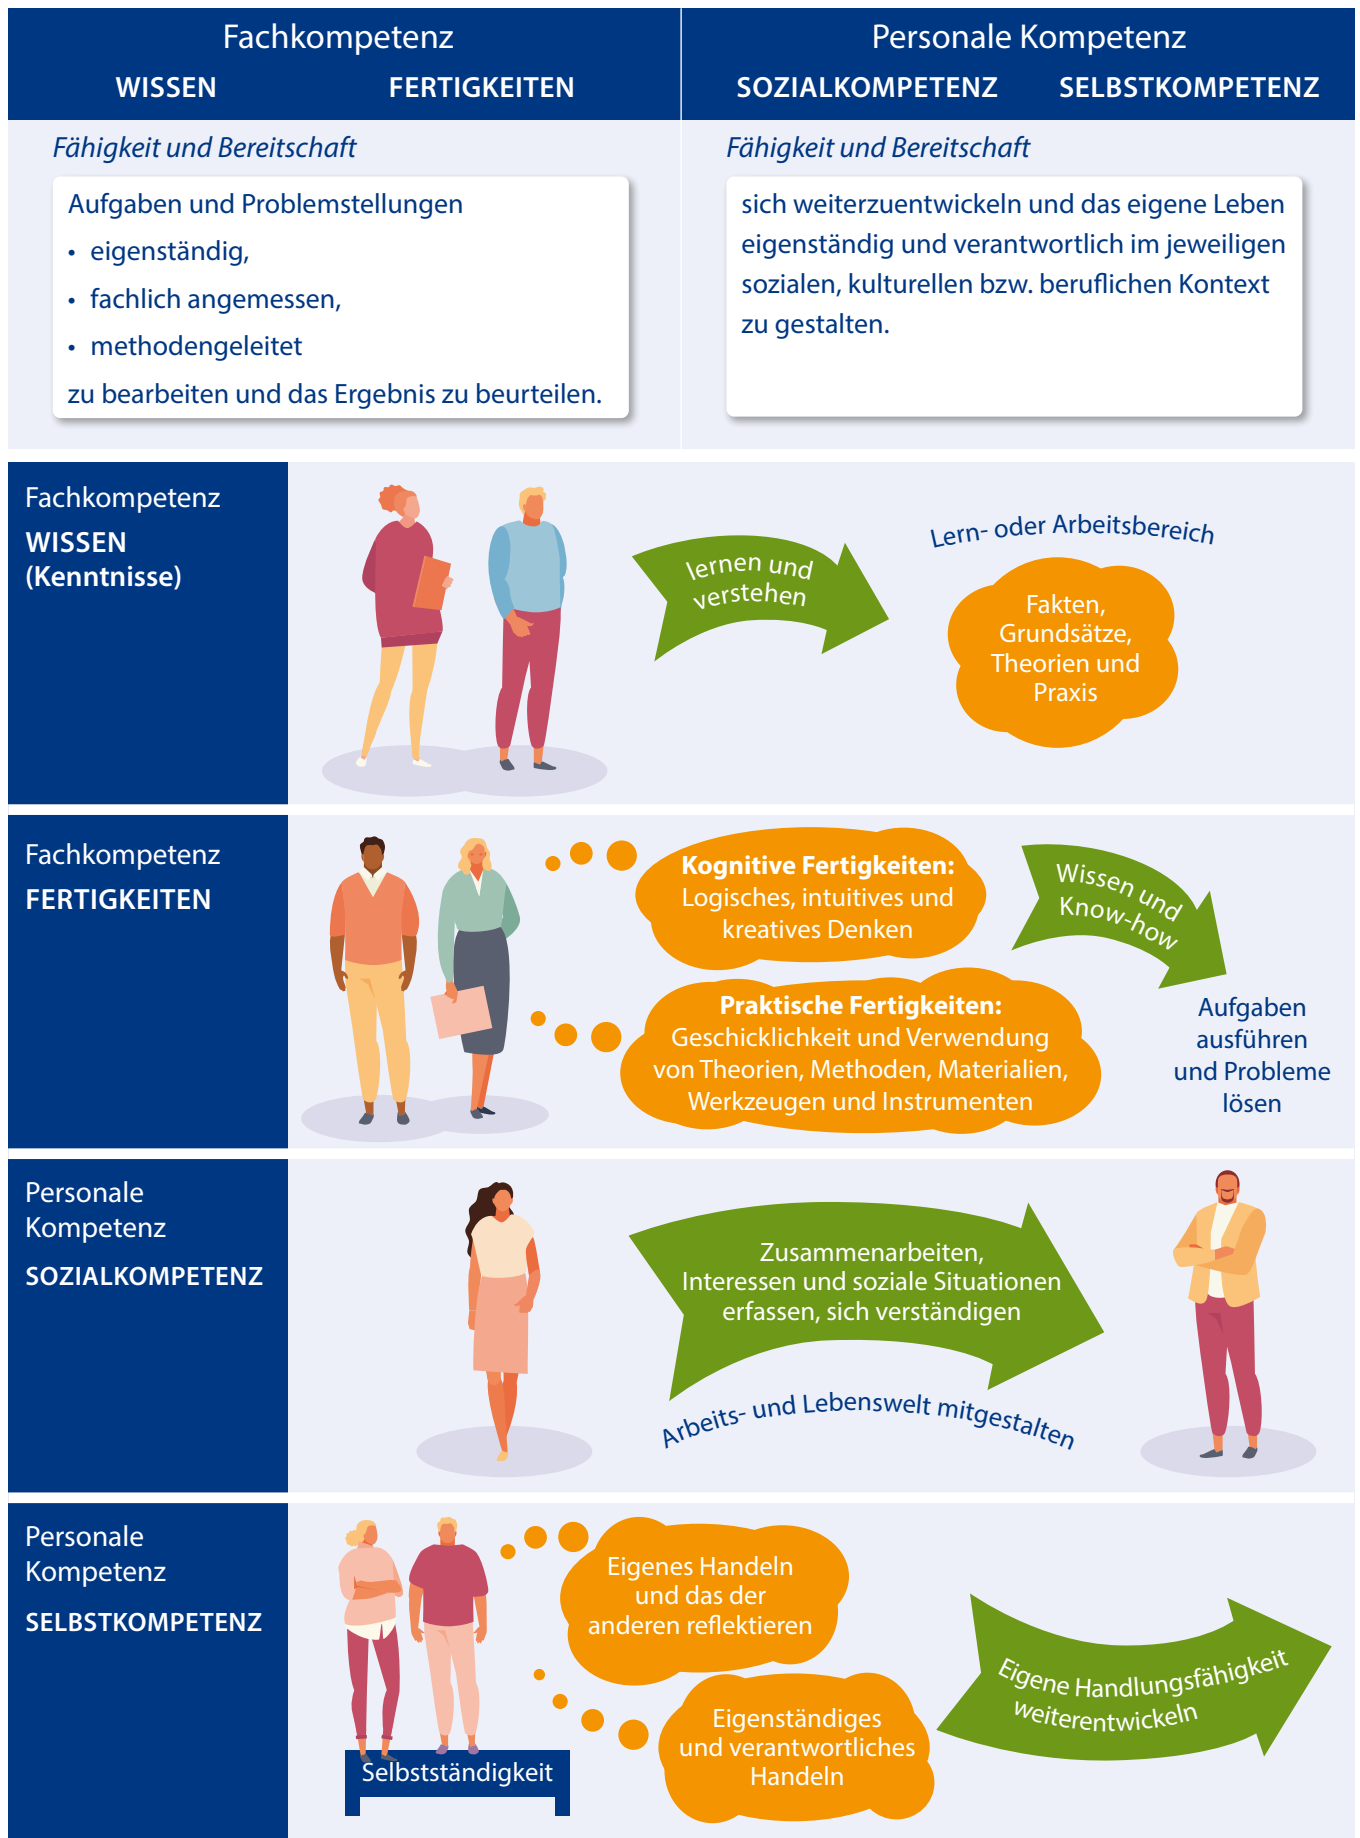 Fachkompetenz
WISSEN FERTIGKEITEN
Personale Kompetenz
SOZIALKOMPETENZ SELBSTKOMPETENZ
Fähigkeit und Bereitschaft
Aufgaben und Problemstellungen
• eigenständig,
• fachlich angemessen,
• methodengeleitet
zu bearbeiten und das Ergebnis zu beurteilen.
Fähigkeit und Bereitschaft
sich weiterzuentwickeln und das eigene Leben
eigenständig und verantwortlich im jeweiligen
sozialen, kulturellen bzw. beruflichen Kontext
zu gestalten.
Fachkompetenz
WISSEN
(Kenntnisse)
lernen und
verstehen
Lern- oder Arbeitsbereich
Fakten,
Grundsätze,
Theorien und
Praxis
Fachkompetenz
FERTIGKEITEN
Kognitive Fertigkeiten:
Logisches, intuitives und
kreatives Denken
Praktische Fertigkeiten:
Geschicklichkeit und Verwendung
von Theorien, Methoden, Materialien,
Werkzeugen und Instrumenten
Wissen und
Know-how
Aufgaben
ausführen
und Probleme
lösen
Personale
Kompetenz
SOZIALKOMPETENZ
Zusammenarbeiten,
Interessen und soziale Situationen
erfassen, sich verständigen
Arbeits- und Lebenswelt mitgestalten
Personale
Kompetenz
SELBSTKOMPETENZ
Selbstständigkeit
Eigenes Handeln
und das der
anderen reflektieren
Eigenständiges
und verantwortliches
Handeln
Eigene Handlungsfähigkeit
weiterentwickeln